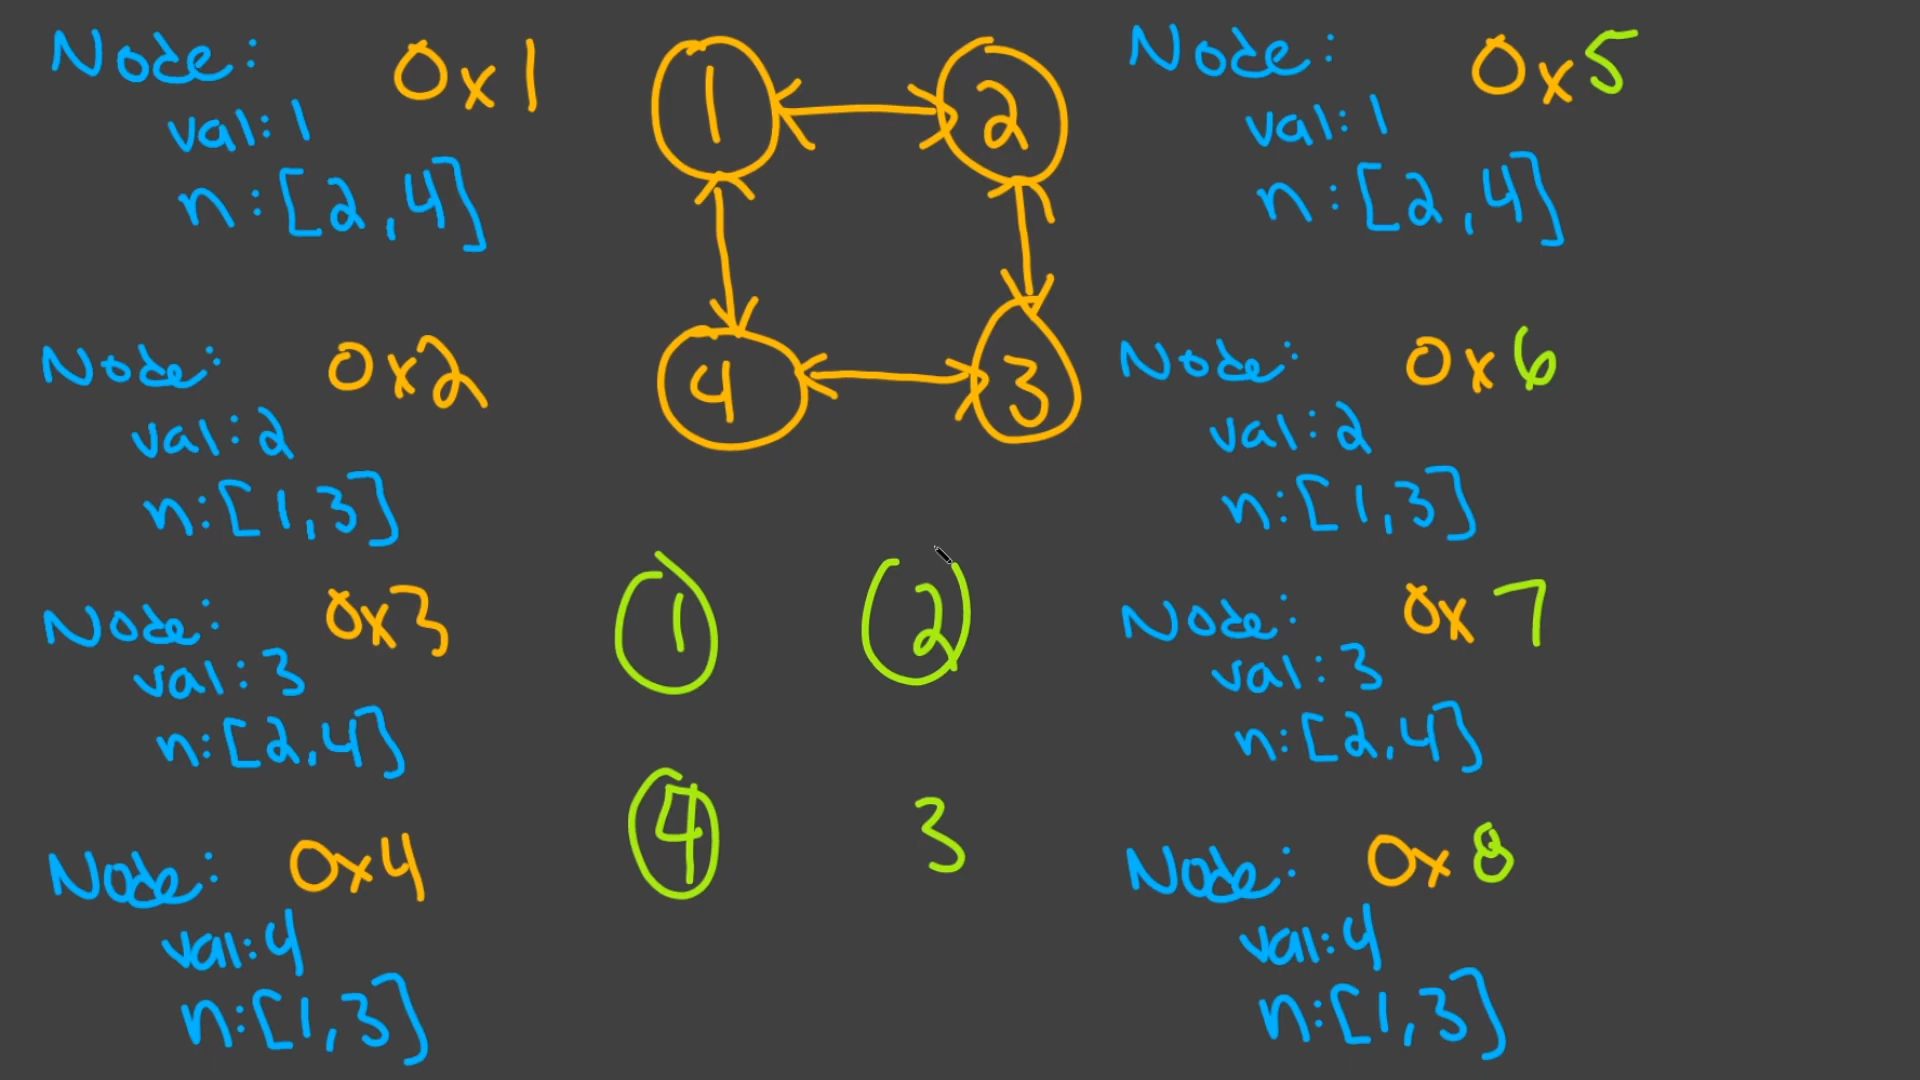 Node: 0x1
val: 1
n: [2,4]
Node: 0x2
val: 2
n: [1,3]
Node: 0x3
val: 3
n: [2,4]
Node: 0x4
val: 4
n: [1,3]
1 2
4 3
1 2
4 3
Node: 0x5
val: 1
n: [2,4]
Node: 0x6
val: 2
n: [1,3]
Node: 0x7
val: 3
n: [2,4]
Node: 0x8
val: 4
n: [1,3]